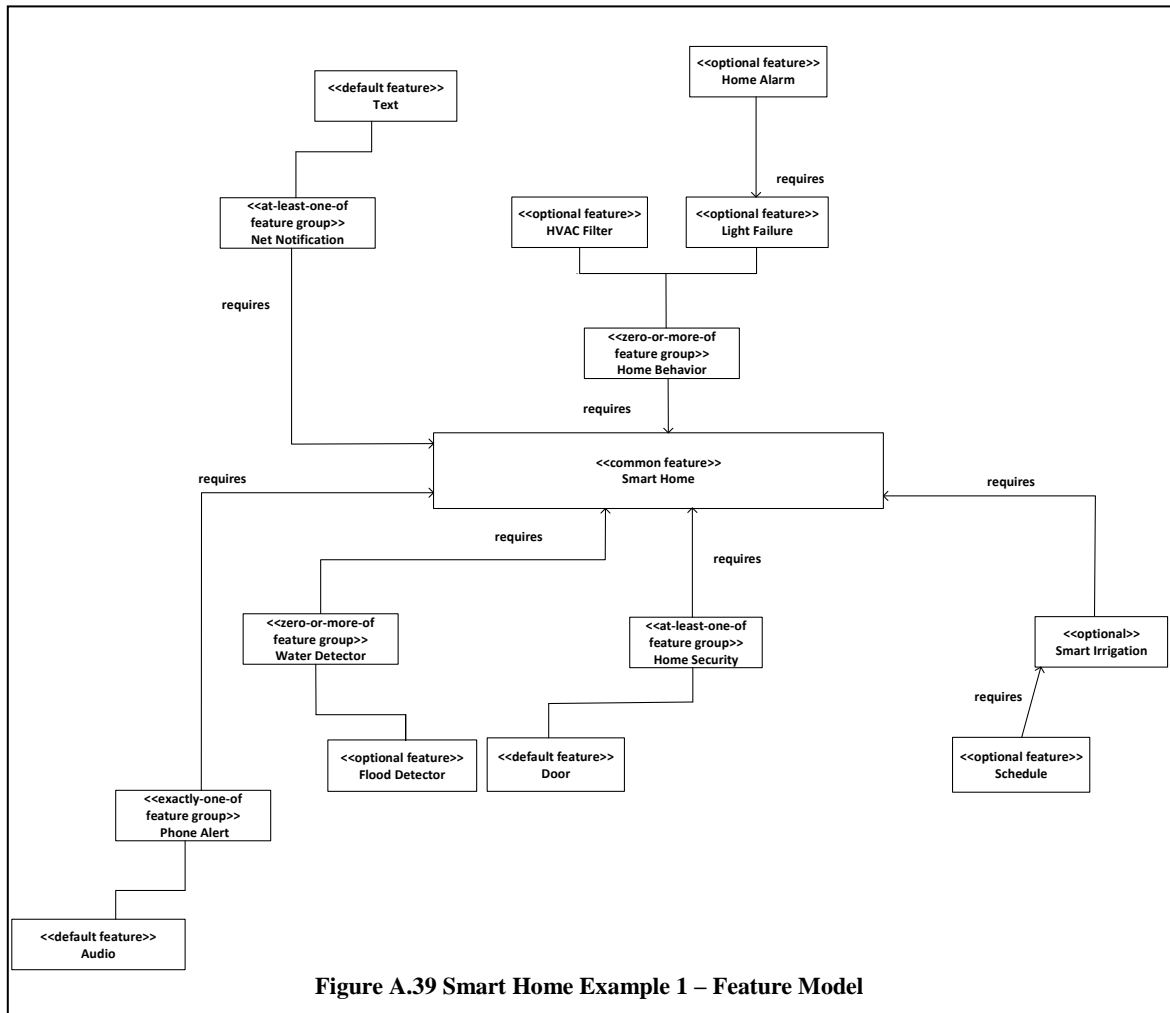 <<optional feature>>
Home Alarm
<<default feature>>
Text
requires
<<at-least-one-of
feature group>>
Net Notification
<<optional feature>>
HVAC Filter
<<optional feature>>
Light Failure
requires
<<zero-or-more-of
feature group>>
Home Behavior
requires
<<common feature>>
Smart Home
requires
requires
requires
requires
<<zero-or-more-of
feature group>>
Water Detector
<<at-least-one-of
feature group>>
Home Security
<<optional>>
Smart Irrigation
requires
<<optional feature>>
Flood Detector
<<default feature>>
Door
<<optional feature>>
Schedule
<<exactly-one-of
feature group>>
Phone Alert
<<default feature>>
Audio
Figure A.39 Smart Home Example 1 – Feature Model